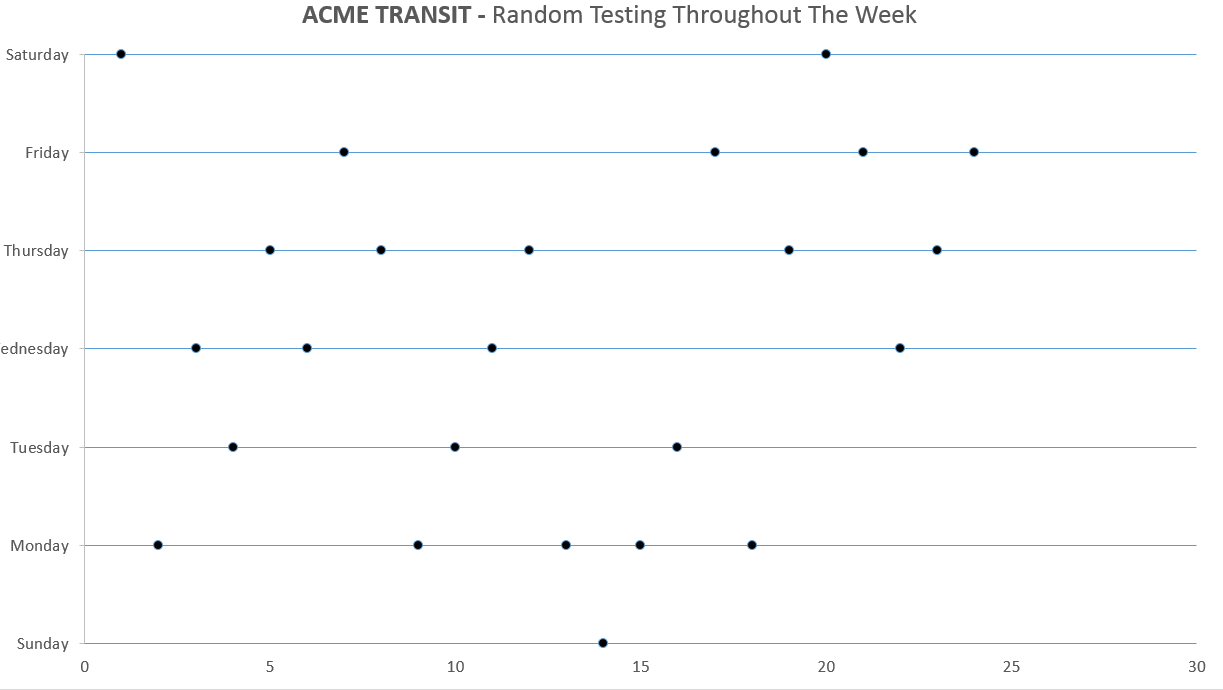 ACME TRANSIT - Random Testing Throughout The Week
Saturday
Friday
Thursday
ednesday
Tuesday
Monday
Sunday
0 5 10 15 20 25 30